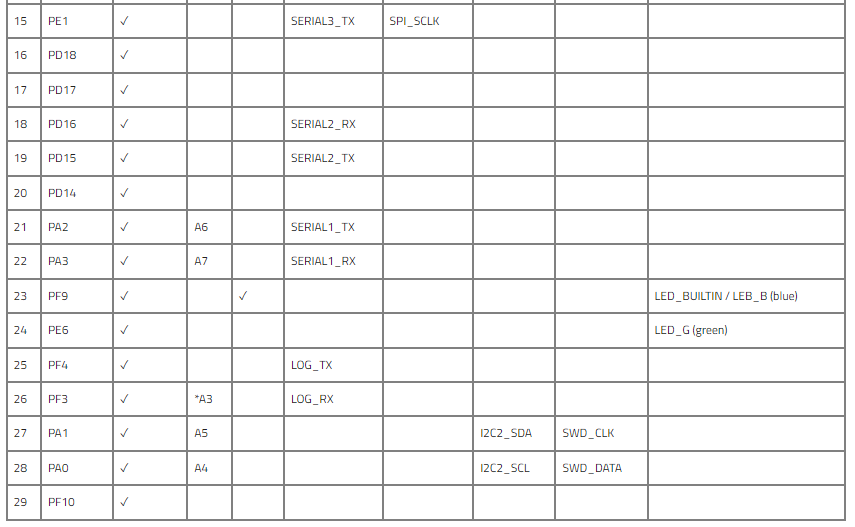 15 PE1 ✓ SERIAL3_TX SPI_SCLK
16 PD18 ✓
17 PD17 ✓
18 PD16 ✓ SERIAL2_RX
19 PD15 ✓ SERIAL2_TX
20 PD14 ✓
21 PA2 ✓ A6 SERIAL1_TX
22 PA3 ✓ A7 SERIAL1_RX
23 PF9 ✓ ✓ LED_BUILTIN / LEB_B (blue)
24 PE6 ✓ LED_G (green)
25 PF4 ✓ LOG_TX
26 PF3 ✓ *A3 LOG_RX
27 PA1 ✓ A5 I2C2_SDA SWD_CLK
28 PA0 ✓ A4 I2C2_SCL SWD_DATA
29 PF10 ✓